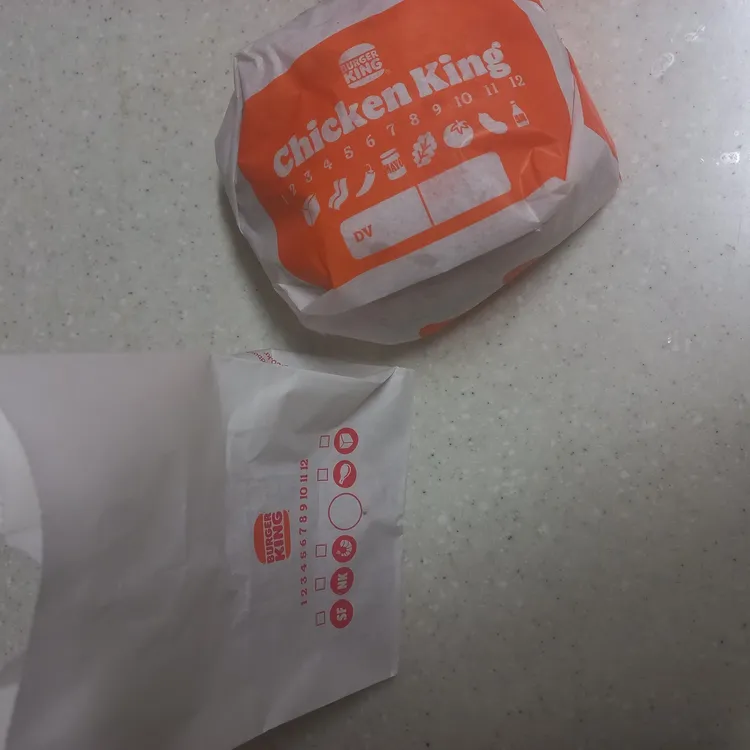 BURGER
KING
Chicken King
1 2 3 4 5 6 7 8 9 10 11 12
MAYO
DV
BURGER
KING
1 2 3 4 5 6 7 8 9 10 11 12
SF NK